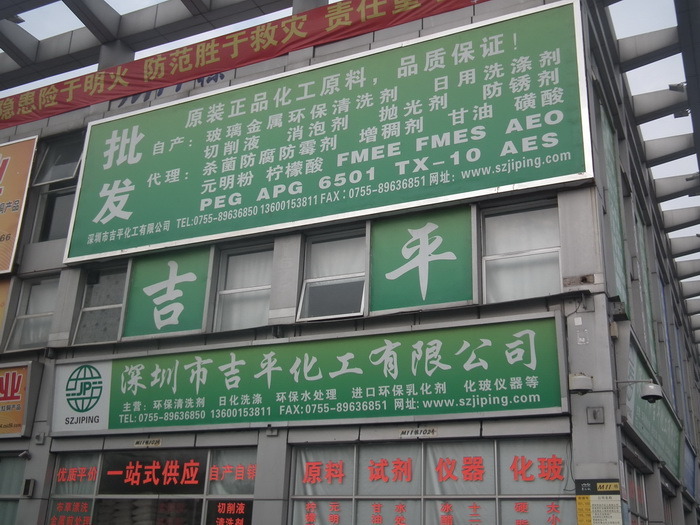 隐患险于明火 防范胜于救灾 责任重
批发
原装正品化工原料，品质保证！
自产：玻璃金属环保清洗剂 日用洗涤剂
切削液 消泡剂 抛光剂 防锈剂
代理：杀菌防腐防霉剂 增稠剂 甘油 磺酸
元明粉 柠檬酸 FMEE FMES AEO
PEG APG 6501 TX-10 AES
深圳市吉平化工有限公司 TEL:0755-89636850 13600153811 FAX:0755-89636851 网址: www.szjiping.com
吉平
JP
SZJIPING
深圳市吉平化工有限公司
主营：环保清洗剂 日化洗涤 环保水处理 进口环保乳化剂 化玻仪器等
TEL:0755-89636850 13600153811 FAX:0755-89636851 网址: www.szjiping.com
优质平价 一站式供应 自产自销
原料 试剂 仪器 化玻
切削液
清洗剂